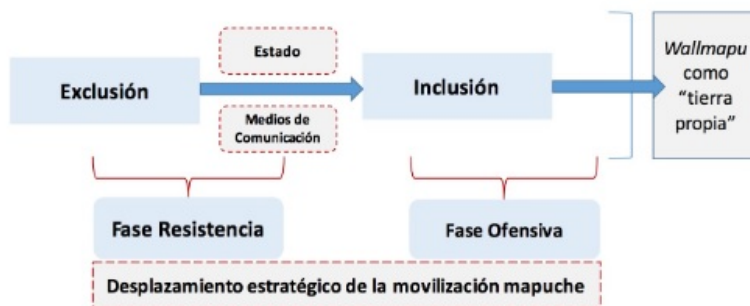 Estado
Exclusión
Medios de
Comunicación
Inclusión
Wallmapu
como
“tierra
propia”
Fase Resistencia
Fase Ofensiva
Desplazamiento estratégico de la movilización mapuche